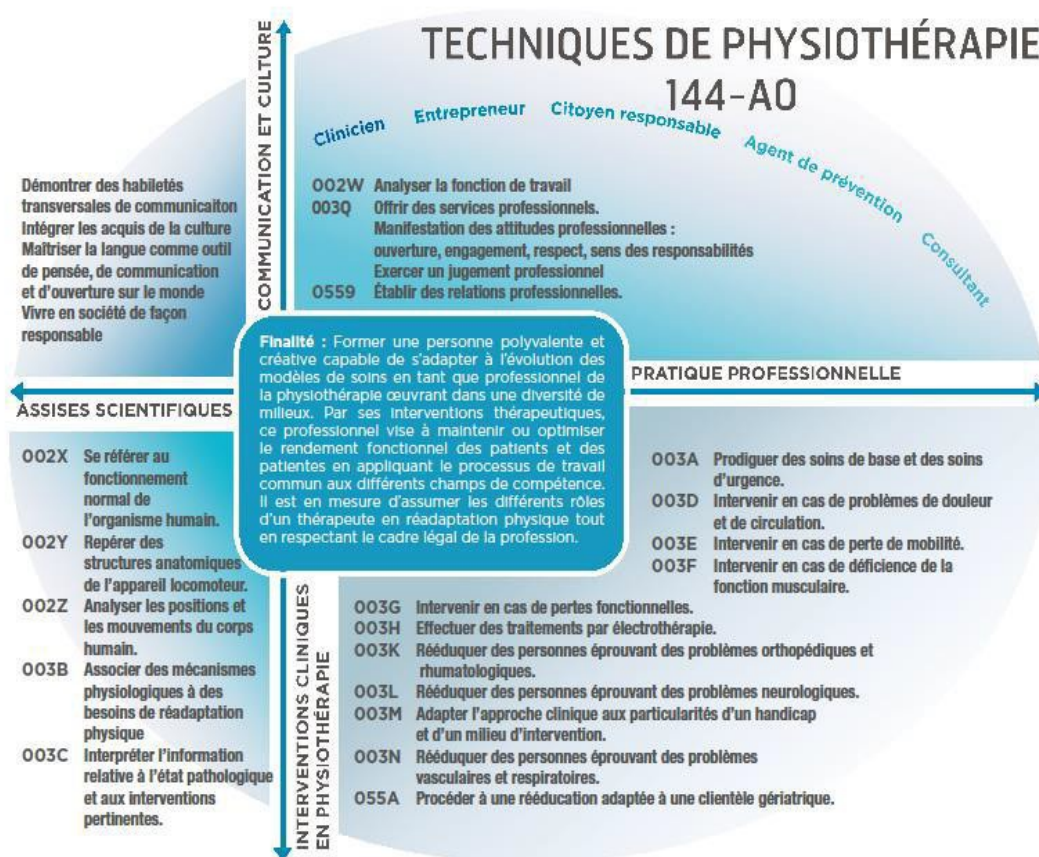 TECHNIQUES DE PHYSIOTHÉRAPIE
144-A0
Clinicien
Entrepreneur
Citoyen responsable
Agent de prévention
Consultant
COMMUNICATION ET CULTURE
Démontrer des habiletés
transversales de communicaiton
Intégrer les acquis de la culture
Maîtriser la langue comme outil
de pensée, de communication
et d'ouverture sur le monde
Vivre en société de façon
responsable
002W Analyser la fonction de travail
003Q Offrir des services professionnels.
Manifestation des attitudes professionnelles :
ouverture, engagement, respect, sens des responsabilités
Exercer un jugement professionnel
0559 Établir des relations professionnelles.
Finalité : Former une personne polyvalente et
créative capable de s'adapter à l'évolution des
modèles de soins en tant que professionnel de
la physiothérapie œuvrant dans une diversité de
milieux. Par ses interventions thérapeutiques,
ce professionnel vise à maintenir ou optimiser
le rendement fonctionnel des patients et des
patientes en appliquant le processus de travail
commun aux différents champs de compétence.
Il est en mesure d'assumer les différents rôles
d'un thérapeute en réadaptation physique tout
en respectant le cadre légal de la profession.
PRATIQUE PROFESSIONNELLE
ASSISES SCIENTIFIQUES
002X Se référer au
fonctionnement
normal de
l'organisme humain.
002Y Repérer des
structures anatomiques
de l'appareil locomoteur.
002Z Analyser les positions et
les mouvements du corps
humain.
003B Associer des mécanismes
physiologiques à des
besoins de réadaptation
physique
003C Interpréter l'information
relative à l'état pathologique
et aux interventions
pertinentes.
INTERVENTIONS CLINIQUES
EN PHYSIOTHÉRAPIE
003A Prodiguer des soins de base et des soins
d'urgence.
003D Intervenir en cas de problèmes de douleur
et de circulation.
003E Intervenir en cas de perte de mobilité.
003F Intervenir en cas de déficience de la
fonction musculaire.
003G Intervenir en cas de pertes fonctionnelles.
003H Effectuer des traitements par électrothérapie.
003K Rééduquer des personnes éprouvant des problèmes orthopédiques et
rhumatologiques.
003L Rééduquer des personnes éprouvant des problèmes neurologiques.
003M Adapter l'approche clinique aux particularités d'un handicap
et d'un milieu d'intervention.
003N Rééduquer des personnes éprouvant des problèmes
vasculaires et respiratoires.
055A Procéder à une rééducation adaptée à une clientèle gériatrique.